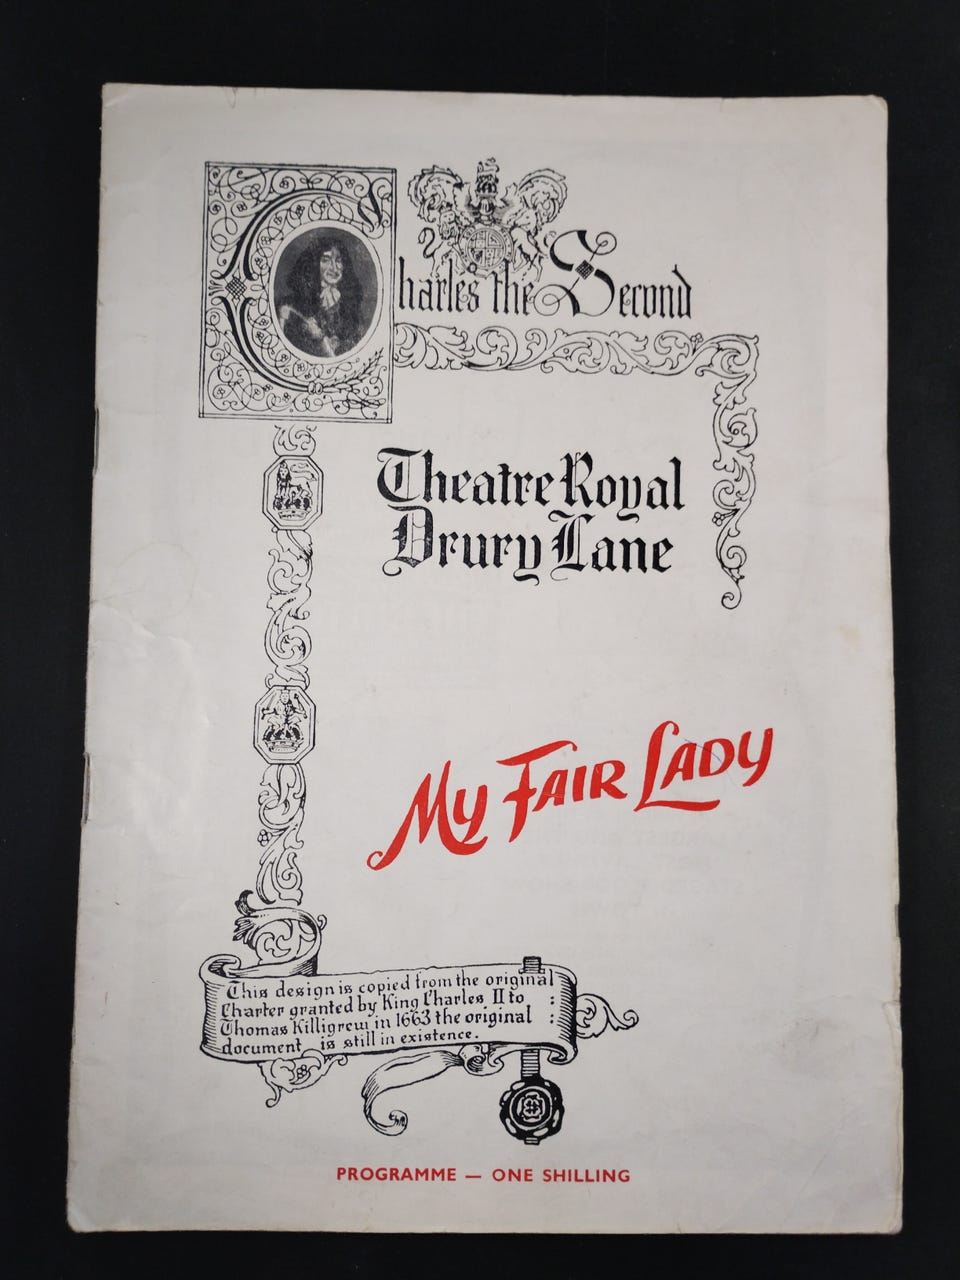 Charles the Second
Theatre Royal
Drury Lane
My Fair Lady
This design is copied from the original
Charter granted by King Charles II to :
Thomas Killigrew in 1663 the original :
document is still in existence.
PROGRAMME — ONE SHILLING